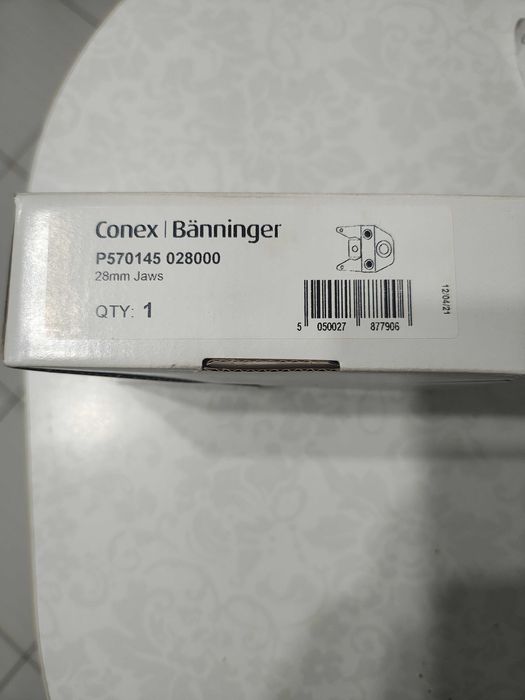 Conex | Bänninger
P570145 028000
28mm Jaws
QTY: 1
5 050027 877906
12/04/21